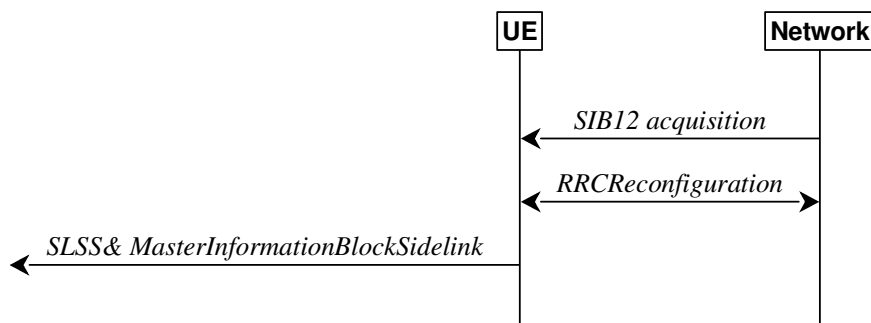 UE
Network
SIB12 acquisition
RRCReconfiguration
SLSS& MasterInformationBlockSidelink